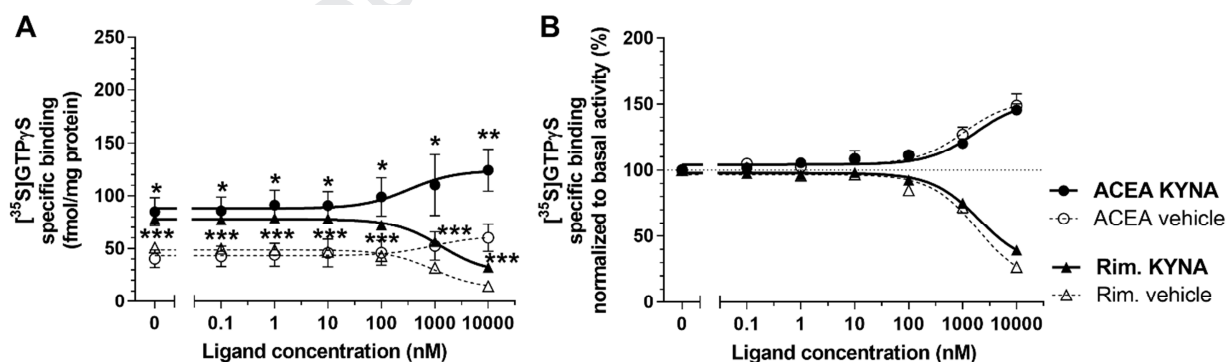 A
[³⁵S]GTPγS
specific binding
(fmol/mg protein)
250
200
150
100
50
0
* * * * * * **
*** *** *** *** *** *** ***
0 0.1 1 10 100 1000 10000
Ligand concentration (nM)
B
[³⁵S]GTPγS
specific binding
normalized to basal activity (%)
200
150
100
50
0
0 0.1 1 10 100 1000 10000
Ligand concentration (nM)
ACEA KYNA
ACEA vehicle
Rim. KYNA
Rim. vehicle